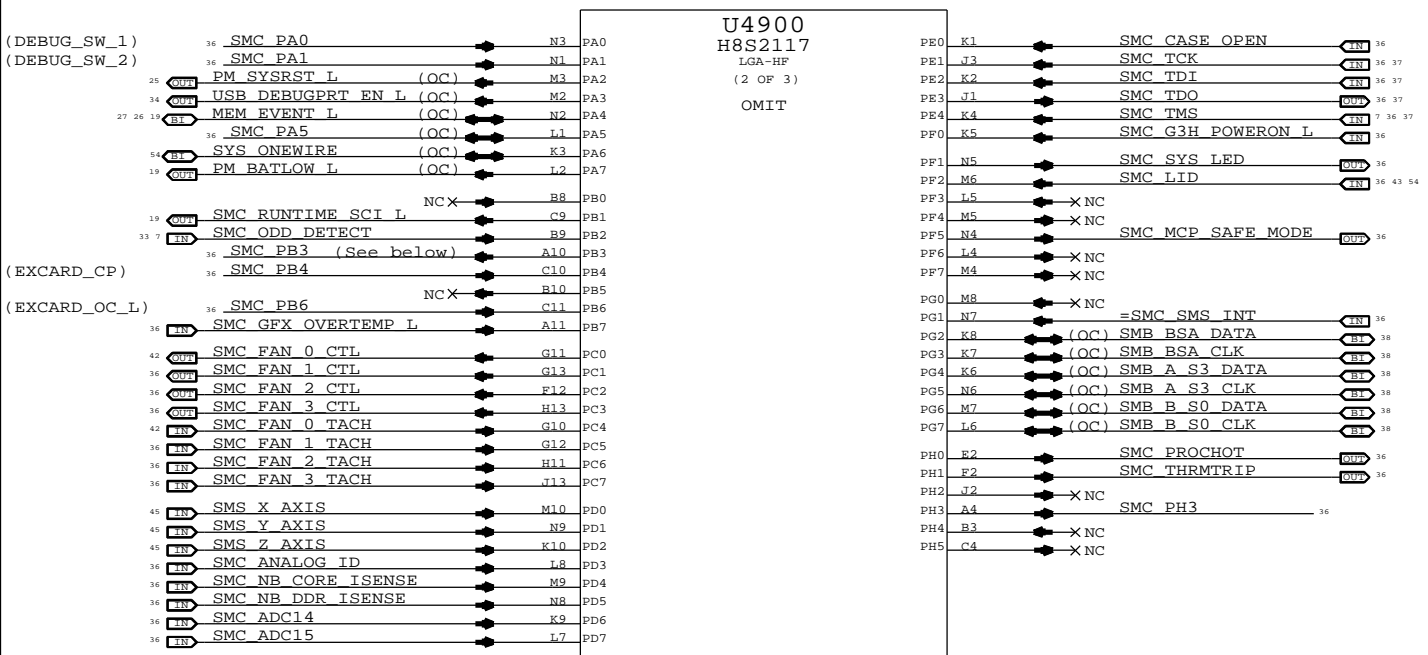 U4900
H8S2117
LGA-HF
(2 OF 3)
OMIT
(DEBUG_SW_1) 36 SMC_PA0 N3 PA0
(DEBUG_SW_2) 36 SMC_PA1 N1 PA1
25 OUT PM_SYSRST_L (OC) M3 PA2
34 OUT USB_DEBUGPRT_EN_L (OC) M2 PA3
27 26 19 BI MEM_EVENT_L (OC) N2 PA4
36 SMC_PA5 (OC) L1 PA5
54 BI SYS_ONEWIRE (OC) K3 PA6
19 OUT PM_BATLOW_L (OC) L2 PA7
NC B8 PB0
19 OUT SMC_RUNTIME_SCI_L C9 PB1
33 7 IN SMC_ODD_DETECT B9 PB2
36 SMC_PB3 (See below) A10 PB3
(EXCARD_CP) 36 SMC_PB4 C10 PB4
NC B10 PB5
(EXCARD_OC_L) 36 SMC_PB6 C11 PB6
36 IN SMC_GFX_OVERTEMP_L A11 PB7
42 OUT SMC_FAN_0_CTL G11 PC0
36 OUT SMC_FAN_1_CTL G13 PC1
36 OUT SMC_FAN_2_CTL F12 PC2
36 OUT SMC_FAN_3_CTL H13 PC3
42 IN SMC_FAN_0_TACH G10 PC4
36 IN SMC_FAN_1_TACH G12 PC5
36 IN SMC_FAN_2_TACH H11 PC6
36 IN SMC_FAN_3_TACH J13 PC7
45 IN SMS_X_AXIS M10 PD0
45 IN SMS_Y_AXIS N9 PD1
45 IN SMS_Z_AXIS K10 PD2
36 IN SMC_ANALOG_ID L8 PD3
36 IN SMC_NB_CORE_ISENSE M9 PD4
36 IN SMC_NB_DDR_ISENSE N8 PD5
36 IN SMC_ADC14 K9 PD6
36 IN SMC_ADC15 L7 PD7
PE0 K1 SMC_CASE_OPEN IN 36
PE1 J3 SMC_TCK IN 36 37
PE2 K2 SMC_TDI IN 36 37
PE3 J1 SMC_TDO OUT 36 37
PE4 K4 SMC_TMS IN 7 36 37
PF0 K5 SMC_G3H_POWERON_L IN 36
PF1 N5 SMC_SYS_LED OUT 36
PF2 M6 SMC_LID IN 36 43 54
PF3 L5 NC
PF4 M5 NC
PF5 N4 SMC_MCP_SAFE_MODE OUT 36
PF6 L4 NC
PF7 M4 NC
PG0 M8 NC
PG1 N7 =SMC_SMS_INT IN 36
PG2 K8 (OC) SMB_BSA_DATA BI 38
PG3 K7 (OC) SMB_BSA_CLK BI 38
PG4 K6 (OC) SMB_A_S3_DATA BI 38
PG5 N6 (OC) SMB_A_S3_CLK BI 38
PG6 M7 (OC) SMB_B_S0_DATA BI 38
PG7 L6 (OC) SMB_B_S0_CLK BI 38
PH0 E2 SMC_PROCHOT OUT 36
PH1 F2 SMC_THRMTRIP OUT 36
PH2 J2 NC
PH3 A4 SMC_PH3 36
PH4 B3 NC
PH5 C4 NC